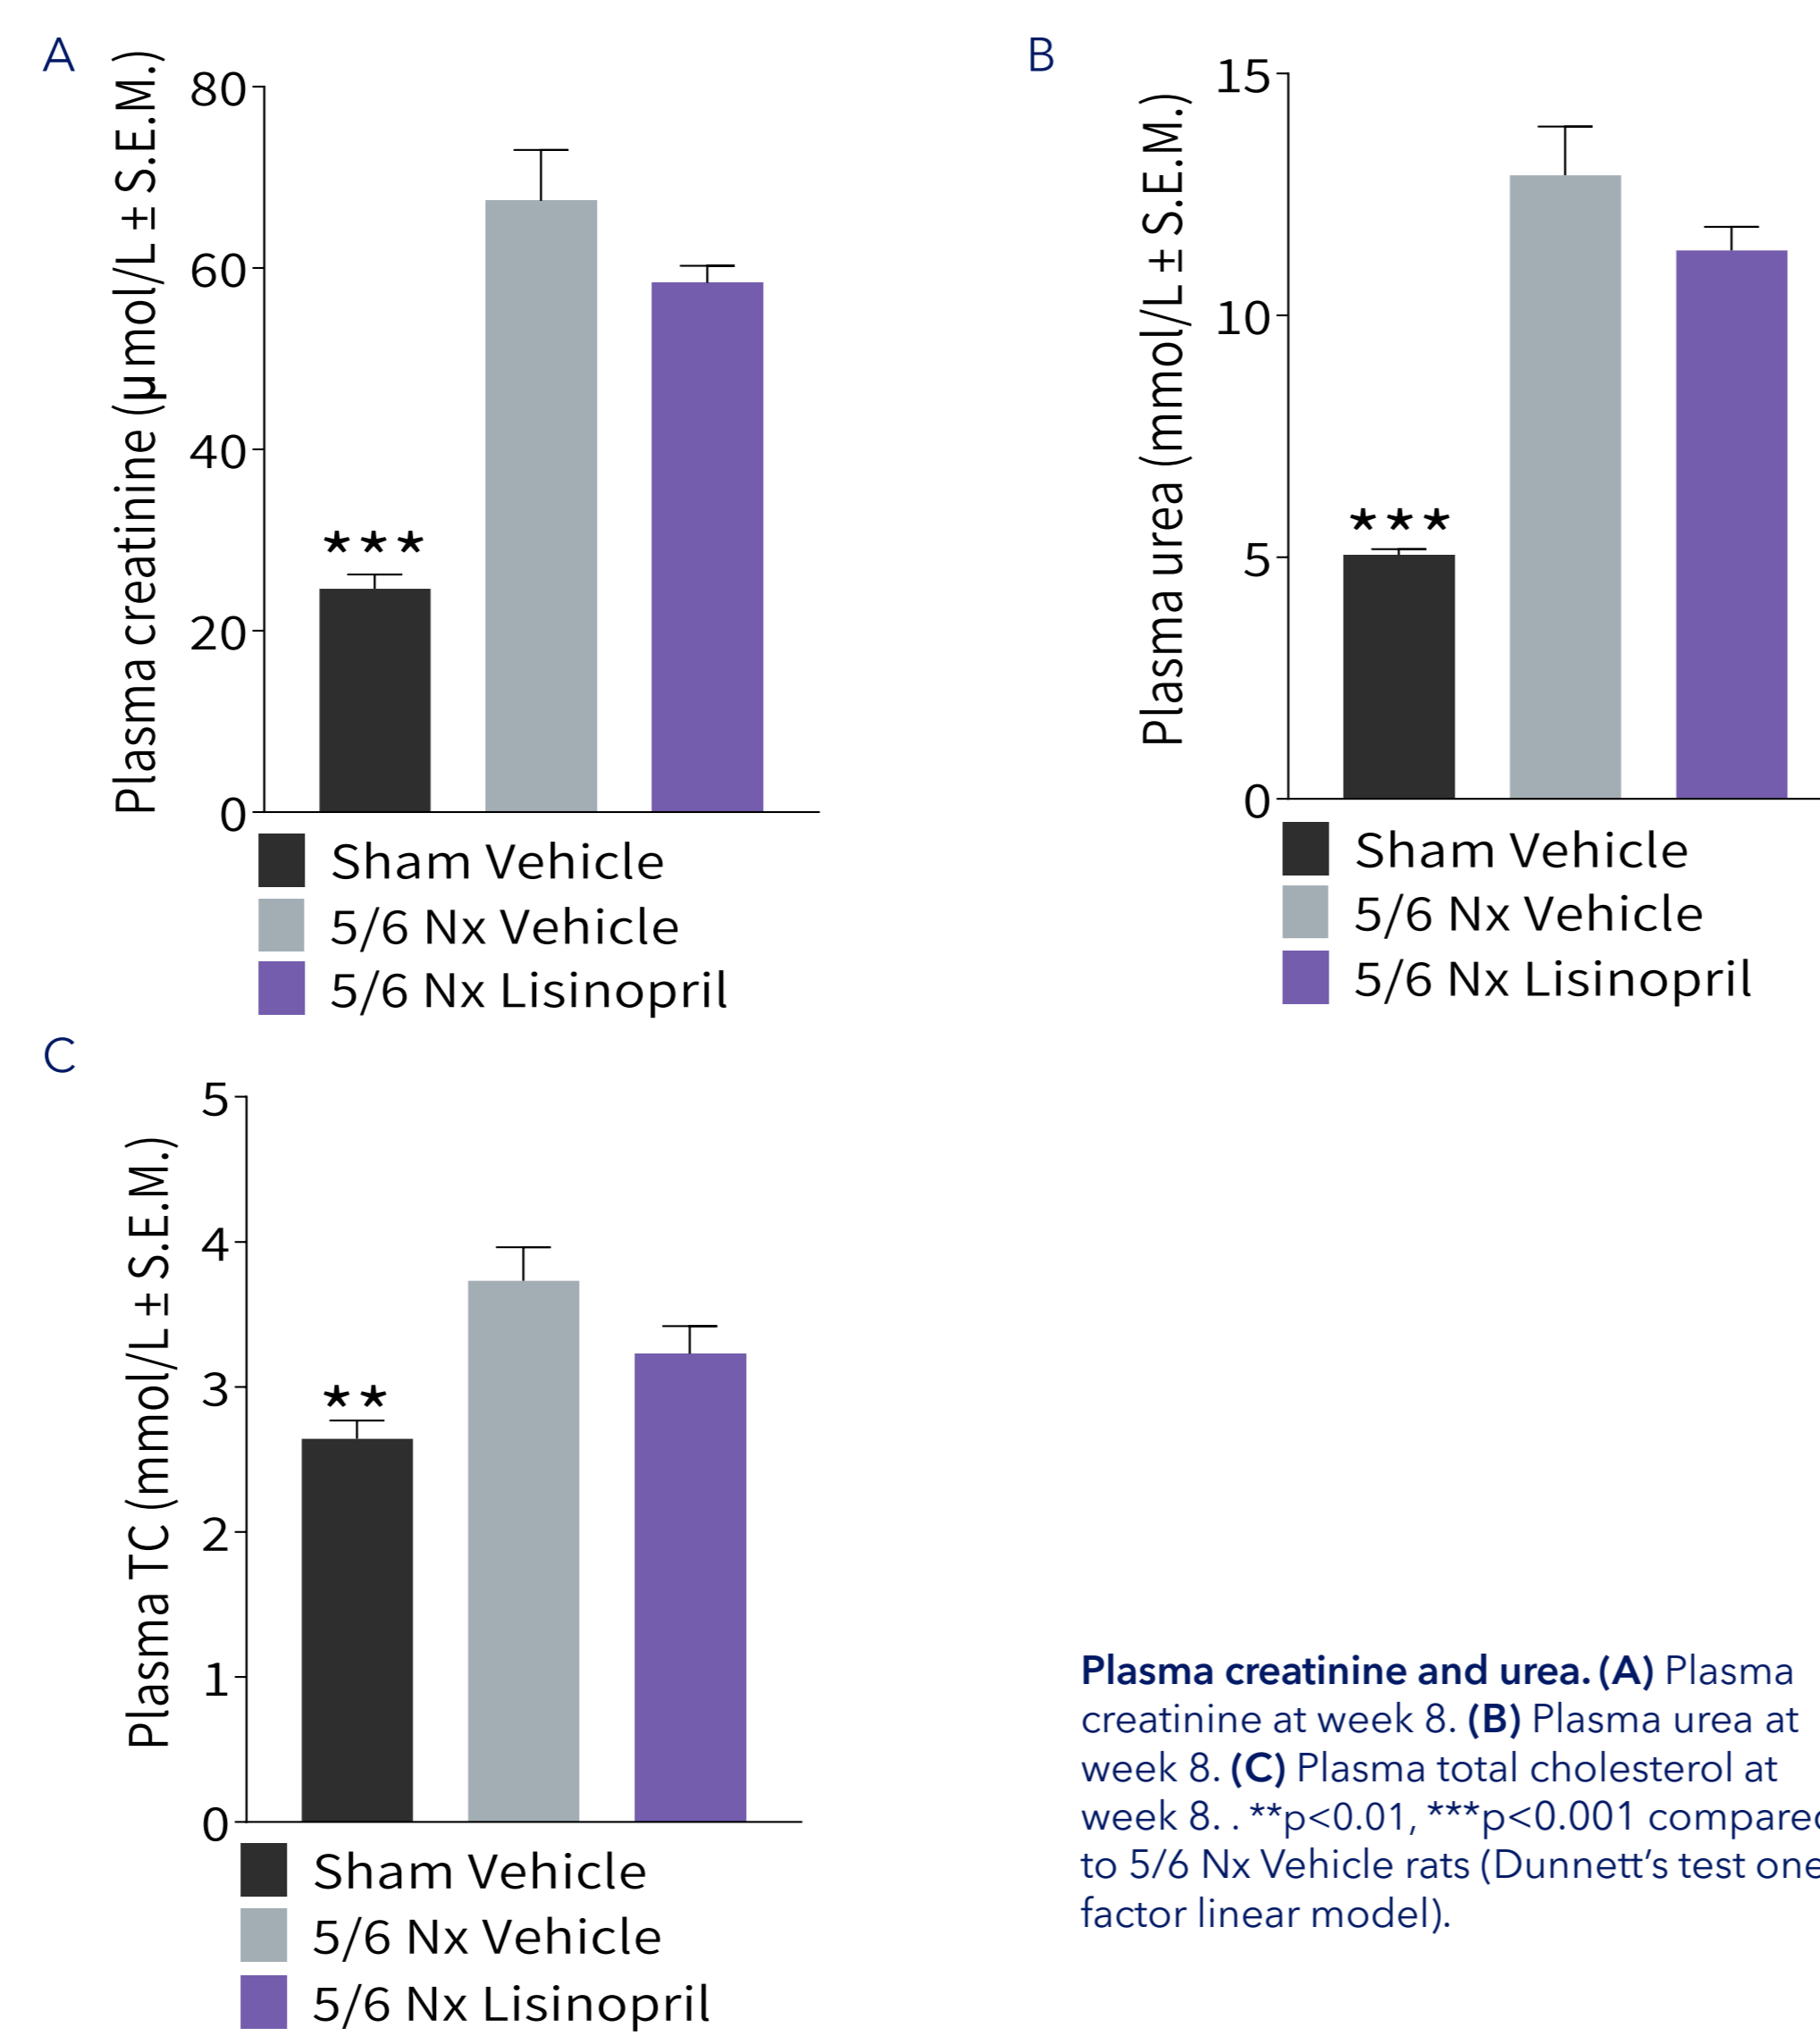 A
Plasma creatinine (µmol/L ± S.E.M.)
80
60
40
20
0
***
Sham Vehicle
5/6 Nx Vehicle
5/6 Nx Lisinopril
B
Plasma urea (mmol/L ± S.E.M.)
15
10
5
0
***
Sham Vehicle
5/6 Nx Vehicle
5/6 Nx Lisinopril
C
Plasma TC (mmol/L ± S.E.M.)
5
4
3
2
1
0
**
Sham Vehicle
5/6 Nx Vehicle
5/6 Nx Lisinopril
Plasma creatinine and urea. (A) Plasma
creatinine at week 8. (B) Plasma urea at
week 8. (C) Plasma total cholesterol at
week 8. . **p<0.01, ***p<0.001 compared
to 5/6 Nx Vehicle rats (Dunnett’s test one
factor linear model).